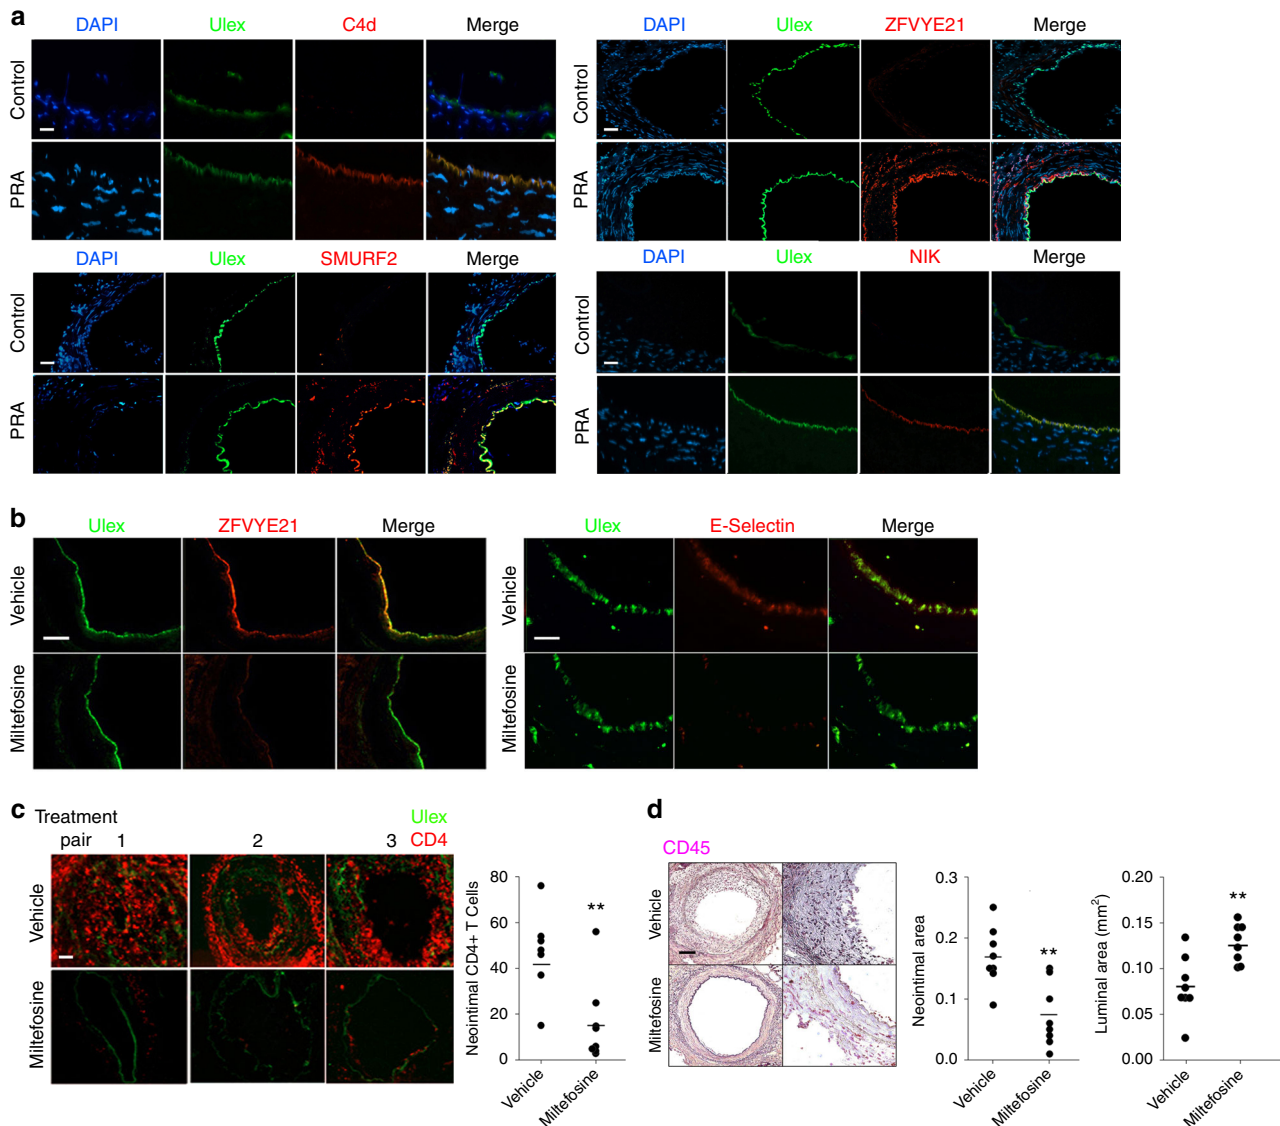 a
DAPI Ulex C4d Merge
Control
PRA
DAPI Ulex ZFVYE21 Merge
Control
PRA
DAPI Ulex SMURF2 Merge
Control
PRA
DAPI Ulex NIK Merge
Control
PRA
b
Ulex ZFVYE21 Merge
Vehicle
Miltefosine
Ulex E-Selectin Merge
Vehicle
Miltefosine
c
Treatment Ulex
pair 1 2 3 CD4
Vehicle
Miltefosine
Neointimal CD4+ T Cells
80
60
40
20
0
**
Vehicle
Miltefosine
d
CD45
Vehicle
Miltefosine
Neointimal area
0.3
0.2
0.1
0.0
**
Vehicle
Miltefosine
Luminal area (mm²)
0.20
0.15
0.10
0.05
0.00
**
Vehicle
Miltefosine